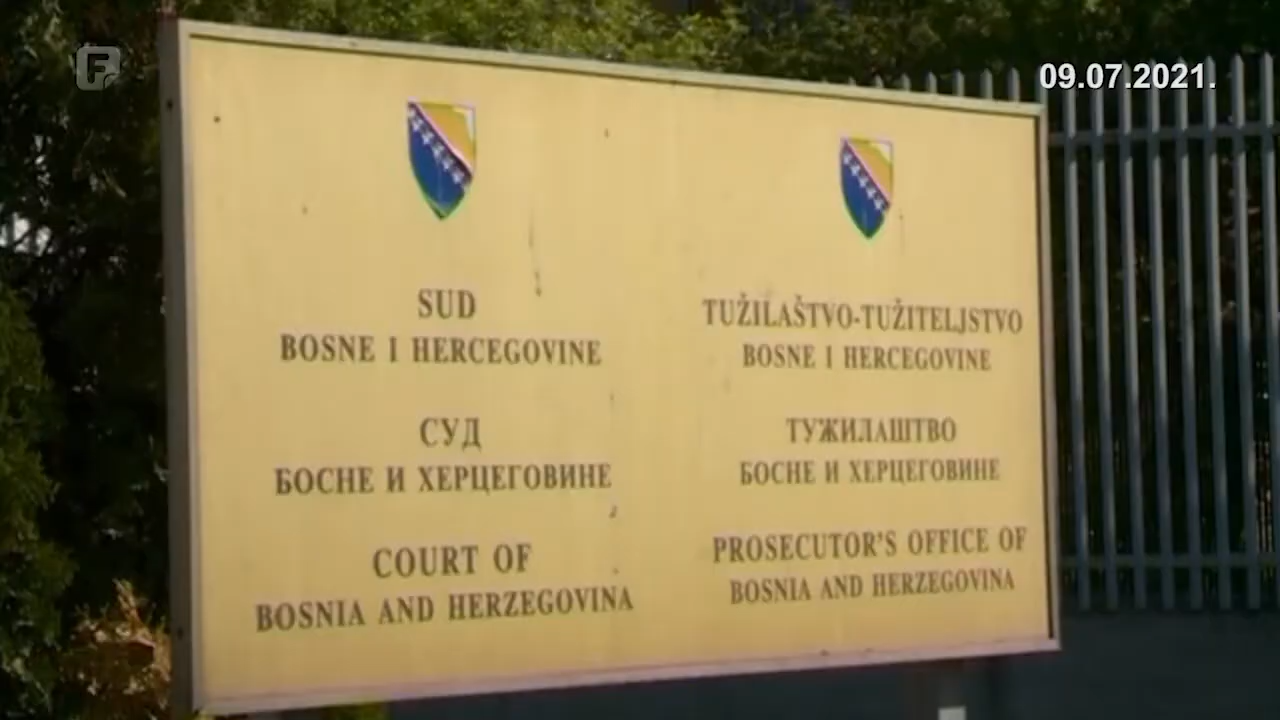 F
09.07.2021.
SUD
BOSNE I HERCEGOVINE
СУД
БОСНЕ И ХЕРЦЕГОВИНЕ
COURT OF
BOSNIA AND HERZEGOVINA
TUŽILAŠTVO-TUŽITELJSTVO
BOSNE I HERCEGOVINE
ТУЖИЛАШТВО
БОСНЕ И ХЕРЦЕГОВИНЕ
PROSECUTOR'S OFFICE OF
BOSNIA AND HERZEGOVINA